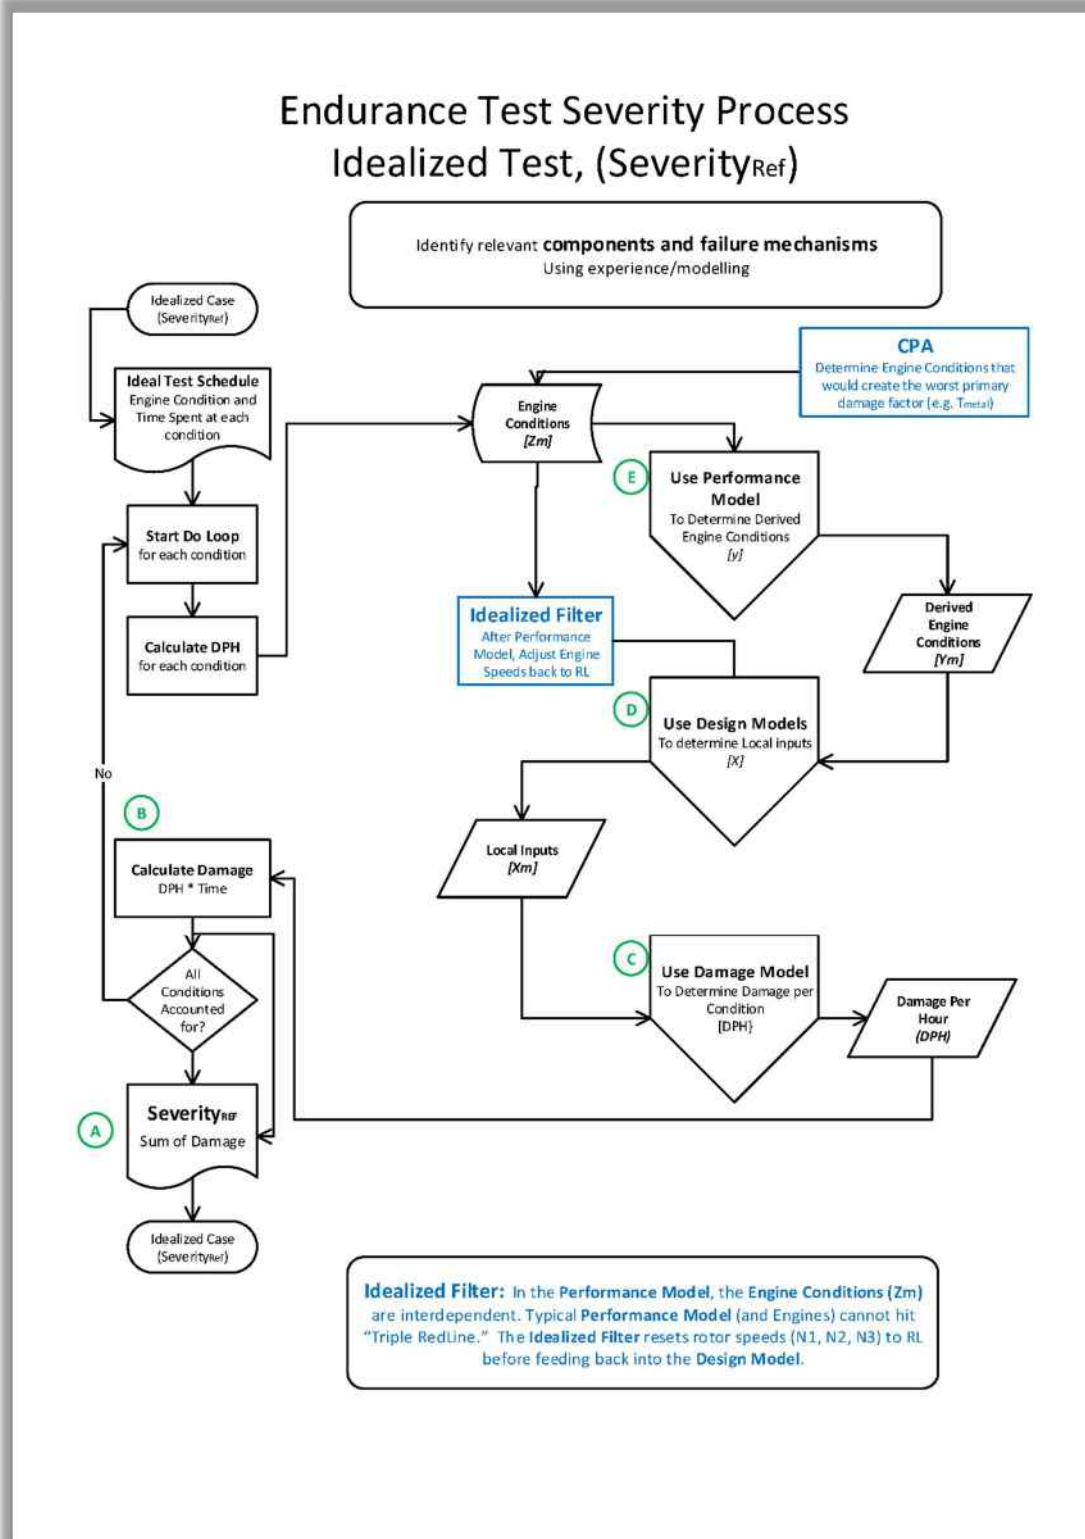 Endurance Test Severity Process
Idealized Test, (SeverityRef)
Identify relevant components and failure mechanisms
Using experience/modelling
Idealized Case
(SeverityRef)
Ideal Test Schedule
Engine Condition and
Time Spent at each
condition
CPA
Determine Engine Conditions that
would create the worst primary
damage factor (e.g. Tmetal)
Engine
Conditions
[Zm]
E
Use Performance
Model
To Determine Derived
Engine Conditions
[y]
Start Do Loop
for each condition
Calculate DPH
for each condition
Idealized Filter
After Performance
Model, Adjust Engine
Speeds back to RL
Derived
Engine
Conditions
[Ym]
D
Use Design Models
To determine Local inputs
[X]
No
B
Calculate Damage
DPH * Time
Local Inputs
[Xm]
All
Conditions
Accounted
for?
C
Use Damage Model
To Determine Damage per
Condition
[DPH}
Damage Per
Hour
(DPH)
A
SeverityREF
Sum of Damage
Idealized Case
(SeverityRef)
Idealized Filter: In the Performance Model, the Engine Conditions (Zm)
are interdependent. Typical Performance Model (and Engines) cannot hit
“Triple RedLine.” The Idealized Filter resets rotor speeds (N1, N2, N3) to RL
before feeding back into the Design Model.